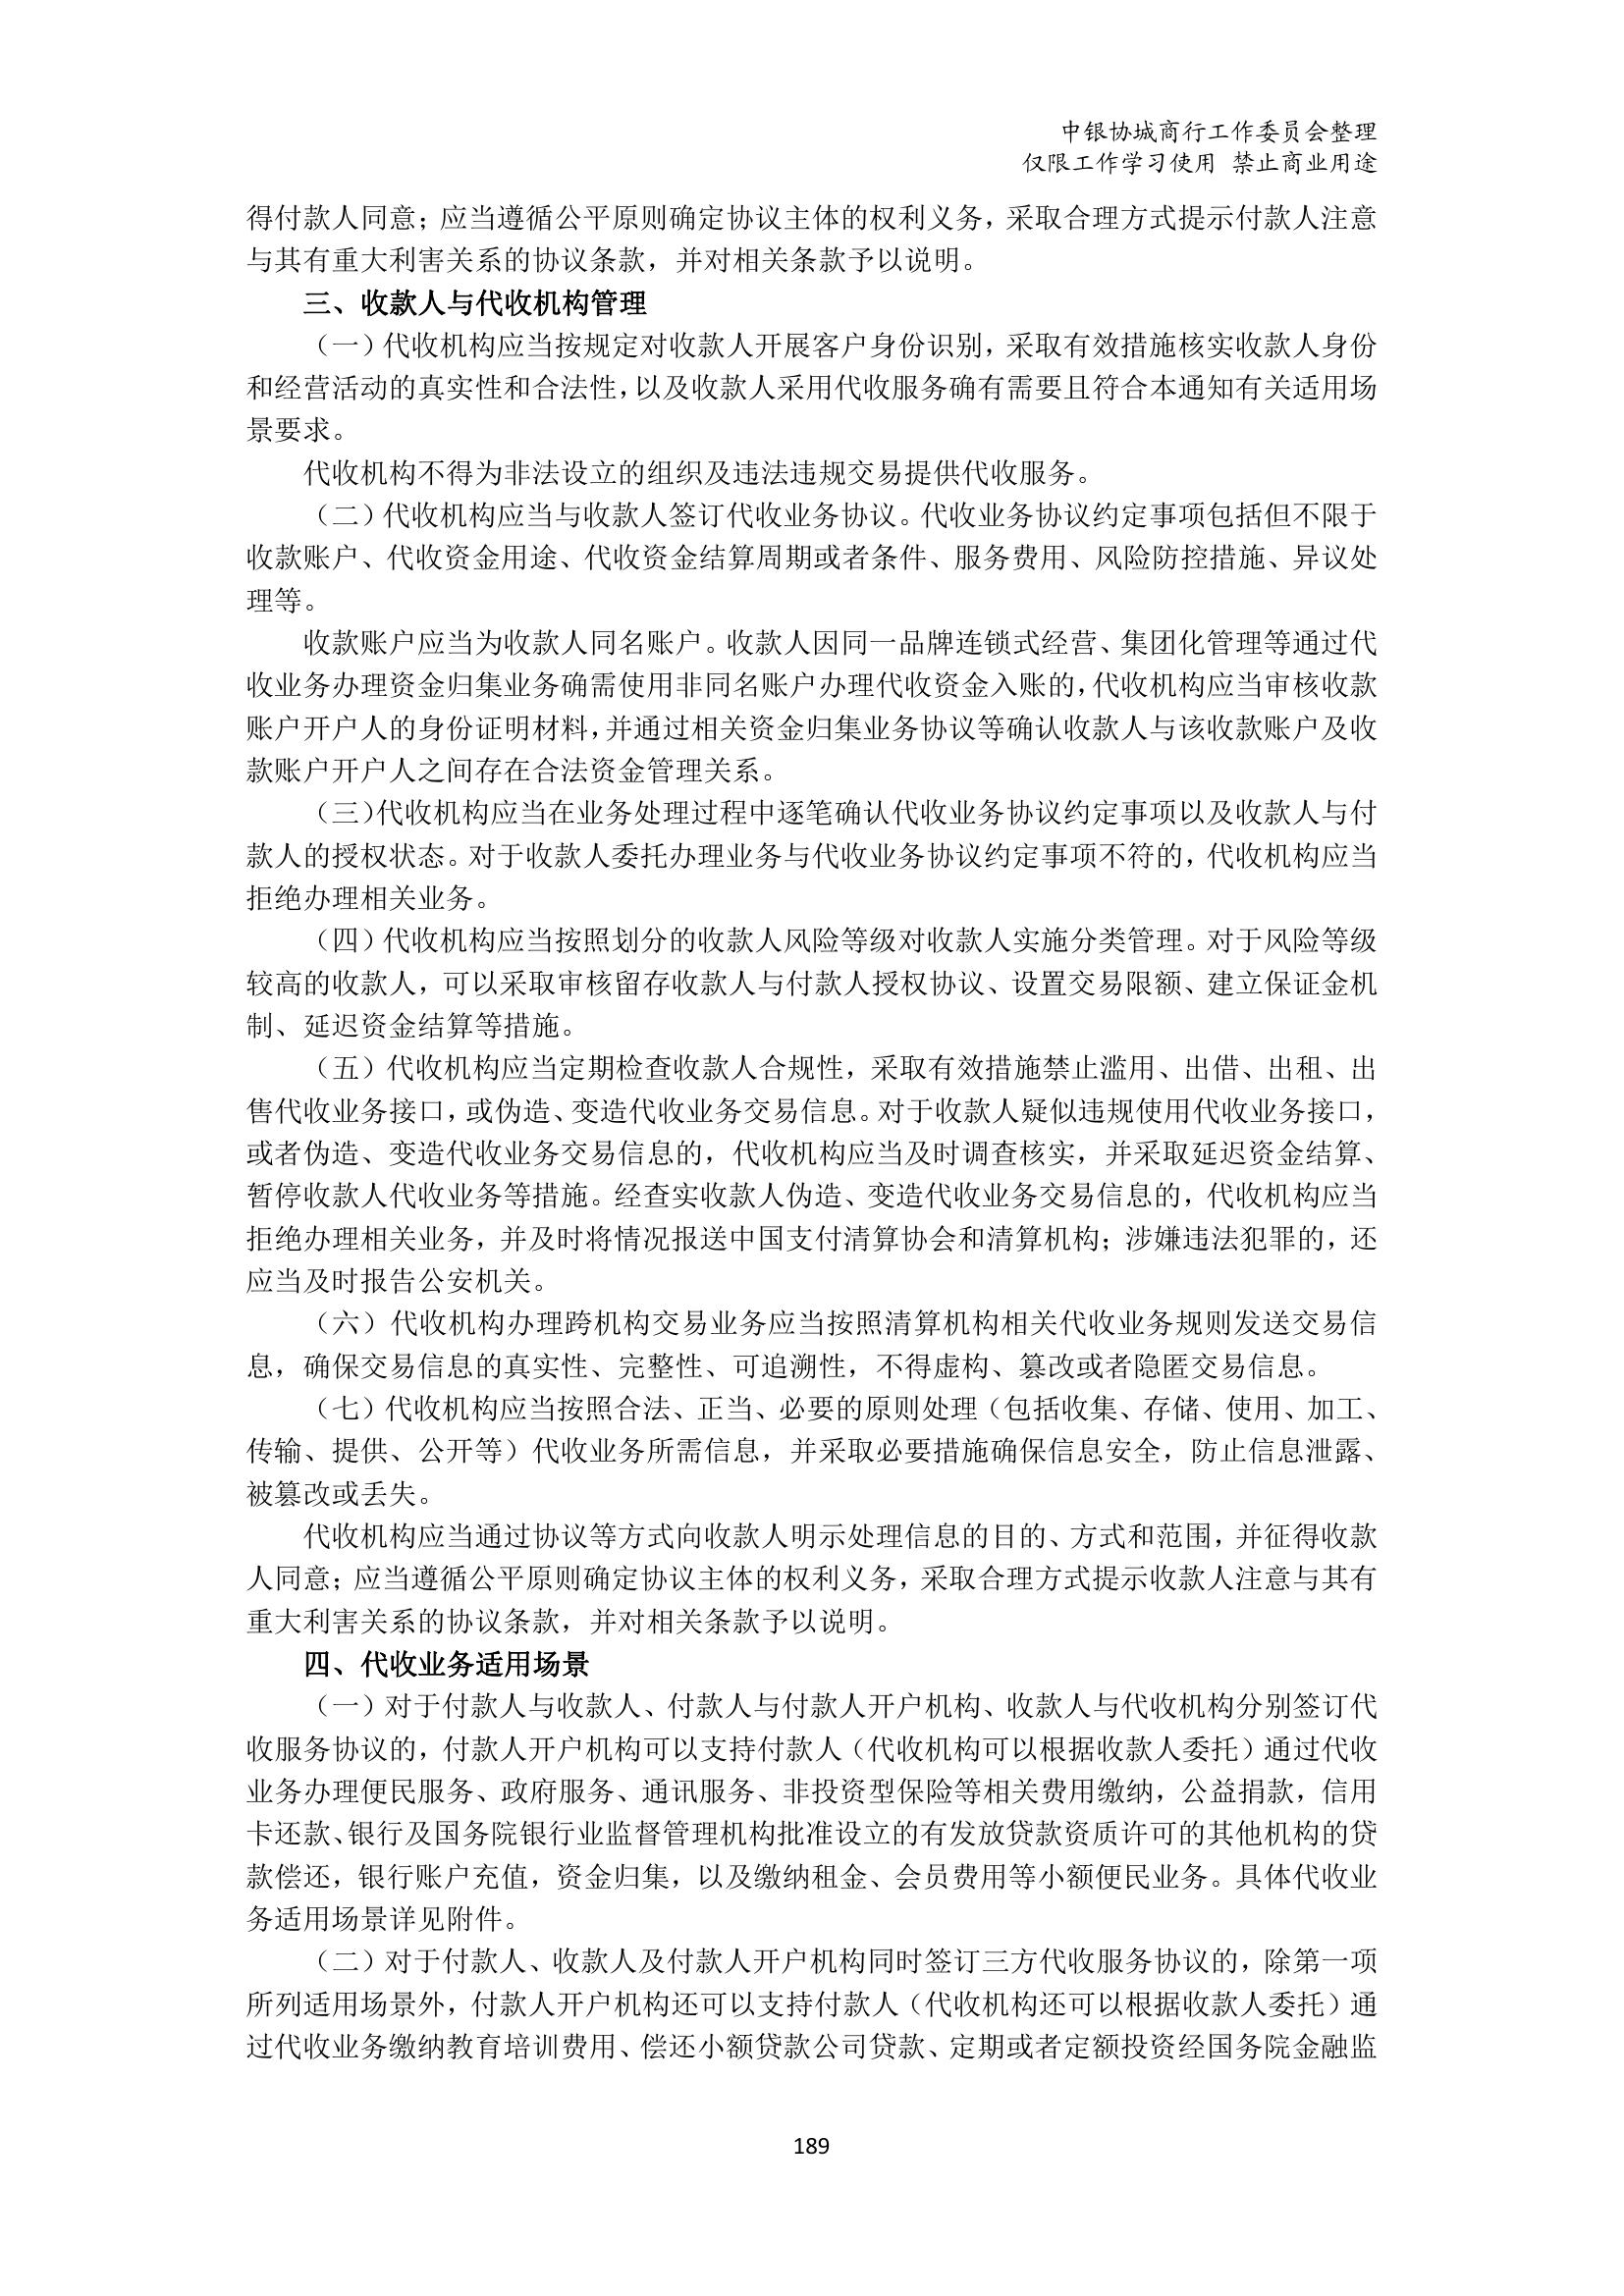 中银协城商行工作委员会整理
仅限工作学习使用 禁止商业用途
得付款人同意；应当遵循公平原则确定协议主体的权利义务，采取合理方式提示付款人注意
与其有重大利害关系的协议条款，并对相关条款予以说明。
三、收款人与代收机构管理
（一）代收机构应当按规定对收款人开展客户身份识别，采取有效措施核实收款人身份
和经营活动的真实性和合法性，以及收款人采用代收服务确有需要且符合本通知有关适用场
景要求。
代收机构不得为非法设立的组织及违法违规交易提供代收服务。
（二）代收机构应当与收款人签订代收业务协议。代收业务协议约定事项包括但不限于
收款账户、代收资金用途、代收资金结算周期或者条件、服务费用、风险防控措施、异议处
理等。
收款账户应当为收款人同名账户。收款人因同一品牌连锁式经营、集团化管理等通过代
收业务办理资金归集业务确需使用非同名账户办理代收资金入账的，代收机构应当审核收款
账户开户人的身份证明材料，并通过相关资金归集业务协议等确认收款人与该收款账户及收
款账户开户人之间存在合法资金管理关系。
（三）代收机构应当在业务处理过程中逐笔确认代收业务协议约定事项以及收款人与付
款人的授权状态。对于收款人委托办理业务与代收业务协议约定事项不符的，代收机构应当
拒绝办理相关业务。
（四）代收机构应当按照划分的收款人风险等级对收款人实施分类管理。对于风险等级
较高的收款人，可以采取审核留存收款人与付款人授权协议、设置交易限额、建立保证金机
制、延迟资金结算等措施。
（五）代收机构应当定期检查收款人合规性，采取有效措施禁止滥用、出借、出租、出
售代收业务接口，或伪造、变造代收业务交易信息。对于收款人疑似违规使用代收业务接口，
或者伪造、变造代收业务交易信息的，代收机构应当及时调查核实，并采取延迟资金结算、
暂停收款人代收业务等措施。经查实收款人伪造、变造代收业务交易信息的，代收机构应当
拒绝办理相关业务，并及时将情况报送中国支付清算协会和清算机构；涉嫌违法犯罪的，还
应当及时报告公安机关。
（六）代收机构办理跨机构交易业务应当按照清算机构相关代收业务规则发送交易信
息，确保交易信息的真实性、完整性、可追溯性，不得虚构、篡改或者隐匿交易信息。
（七）代收机构应当按照合法、正当、必要的原则处理（包括收集、存储、使用、加工、
传输、提供、公开等）代收业务所需信息，并采取必要措施确保信息安全，防止信息泄露、
被篡改或丢失。
代收机构应当通过协议等方式向收款人明示处理信息的目的、方式和范围，并征得收款
人同意；应当遵循公平原则确定协议主体的权利义务，采取合理方式提示收款人注意与其有
重大利害关系的协议条款，并对相关条款予以说明。
四、代收业务适用场景
（一）对于付款人与收款人、付款人与付款人开户机构、收款人与代收机构分别签订代
收服务协议的，付款人开户机构可以支持付款人（代收机构可以根据收款人委托）通过代收
业务办理便民服务、政府服务、通讯服务、非投资型保险等相关费用缴纳，公益捐款，信用
卡还款、银行及国务院银行业监督管理机构批准设立的有发放贷款资质许可的其他机构的贷
款偿还，银行账户充值，资金归集，以及缴纳租金、会员费用等小额便民业务。具体代收业
务适用场景详见附件。
（二）对于付款人、收款人及付款人开户机构同时签订三方代收服务协议的，除第一项
所列适用场景外，付款人开户机构还可以支持付款人（代收机构还可以根据收款人委托）通
过代收业务缴纳教育培训费用、偿还小额贷款公司贷款、定期或者定额投资经国务院金融监
189